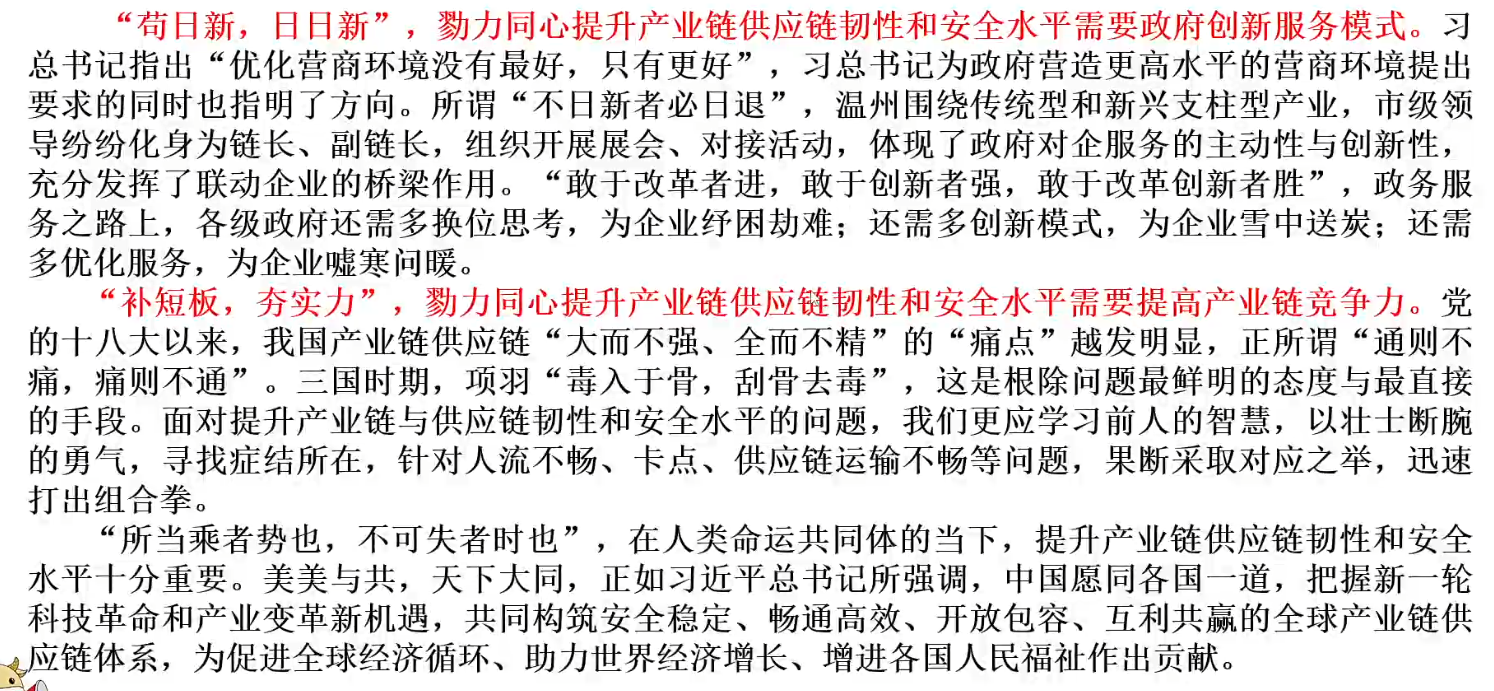 “苟日新，日日新”，勠力同心提升产业链供应链韧性和安全水平需要政府创新服务模式。习
总书记指出“优化营商环境没有最好，只有更好”，习总书记为政府营造更高水平的营商环境提出
要求的同时也指明了方向。所谓“不日新者必日退”，温州围绕传统型和新兴支柱型产业，市级领
导纷纷化身为链长、副链长，组织开展展会、对接活动，体现了政府对企服务的主动性与创新性，
充分发挥了联动企业的桥梁作用。“敢于改革者进，敢于创新者强，敢于改革创新者胜”，政务服
务之路上，各级政府还需多换位思考，为企业纾困劫难；还需多创新模式，为企业雪中送炭；还需
多优化服务，为企业嘘寒问暖。
“补短板，夯实力”，勠力同心提升产业链供应链韧性和安全水平需要提高产业链竞争力。党
的十八大以来，我国产业链供应链“大而不强、全而不精”的“痛点”越发明显，正所谓“通则不
痛，痛则不通”。三国时期，项羽“毒入于骨，刮骨去毒”，这是根除问题最鲜明的态度与最直接
的手段。面对提升产业链与供应链韧性和安全水平的问题，我们更应学习前人的智慧，以壮士断腕
的勇气，寻找症结所在，针对人流不畅、卡点、供应链运输不畅等问题，果断采取对应之举，迅速
打出组合拳。
“所当乘者势也，不可失者时也”，在人类命运共同体的当下，提升产业链供应链韧性和安全
水平十分重要。美美与共，天下大同，正如习近平总书记所强调，中国愿同各国一道，把握新一轮
科技革命和产业变革新机遇，共同构筑安全稳定、畅通高效、开放包容、互利共赢的全球产业链供
应链体系，为促进全球经济循环、助力世界经济增长、增进各国人民福祉作出贡献。